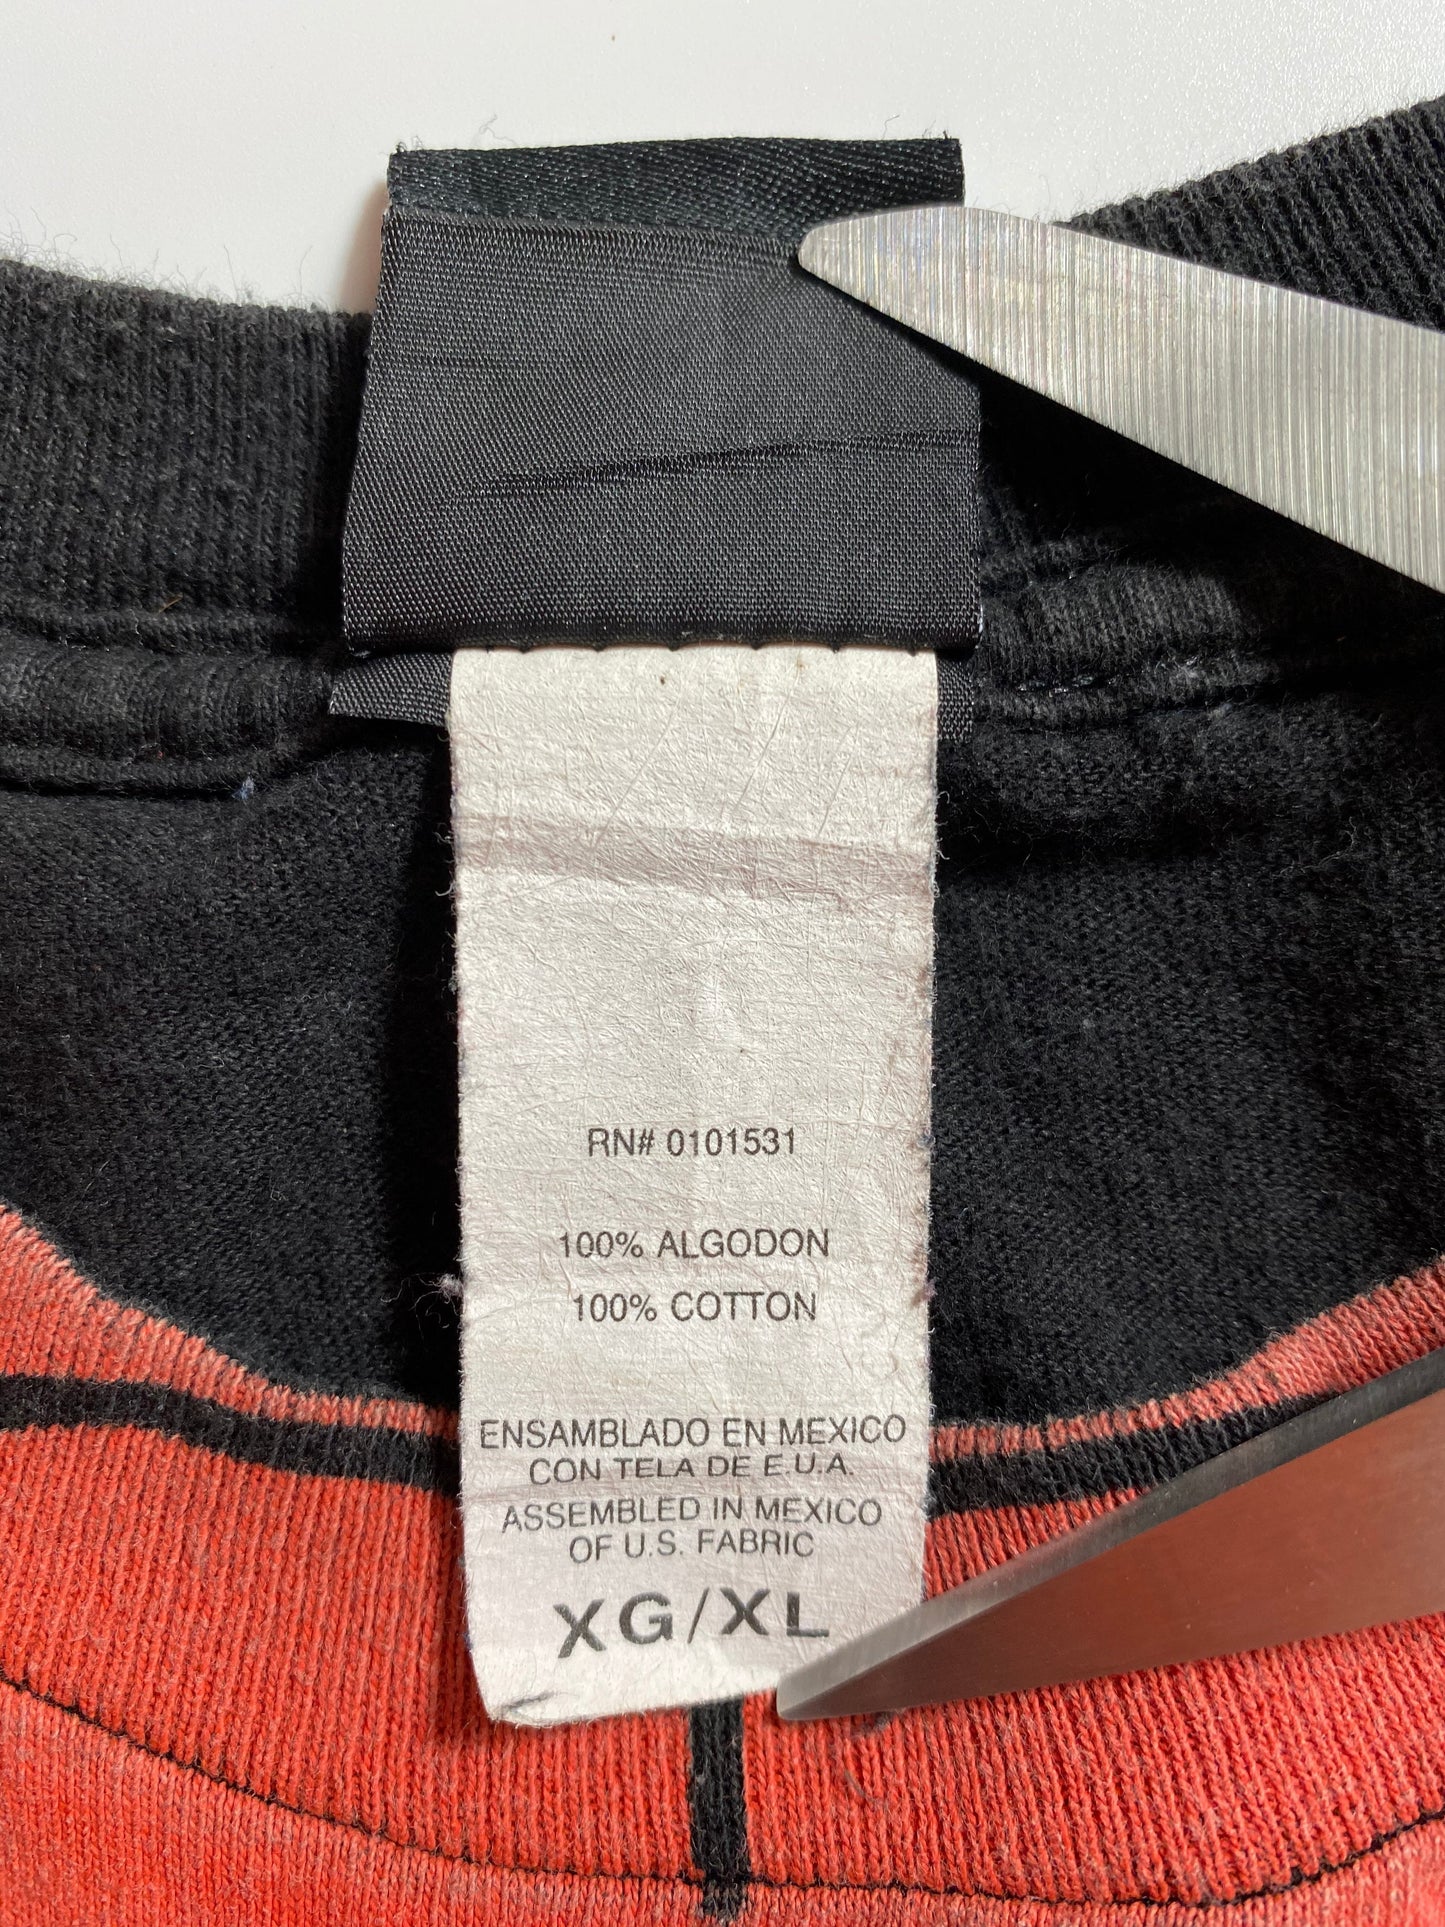 RN# 0101531
100% ALGODON
100% COTTON
ENSAMBLADO EN MEXICO
CON TELA DE E.U.A.
ASSEMBLED IN MEXICO
OF U.S. FABRIC
XG/XL